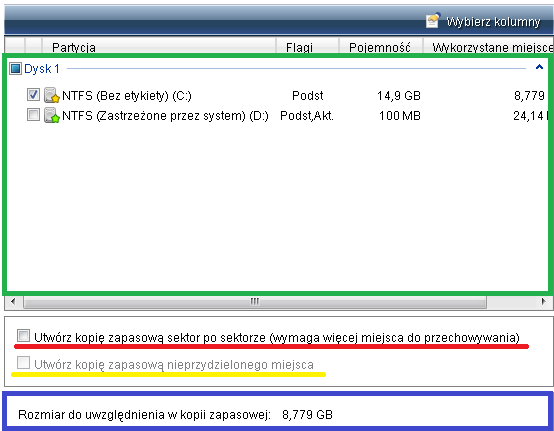 Wybierz kolumny
Partycja Flagi Pojemność Wykorzystane miejsce
Dysk 1
NTFS (Bez etykiety) (C:) Podst 14,9 GB 8,779
NTFS (Zastrzeżone przez system) (D:) Podst,Akt. 100 MB 24,14
Utwórz kopię zapasową sektor po sektorze (wymaga więcej miejsca do przechowywania)
Utwórz kopię zapasową nieprzydzielonego miejsca
Rozmiar do uwzględnienia w kopii zapasowej: 8,779 GB